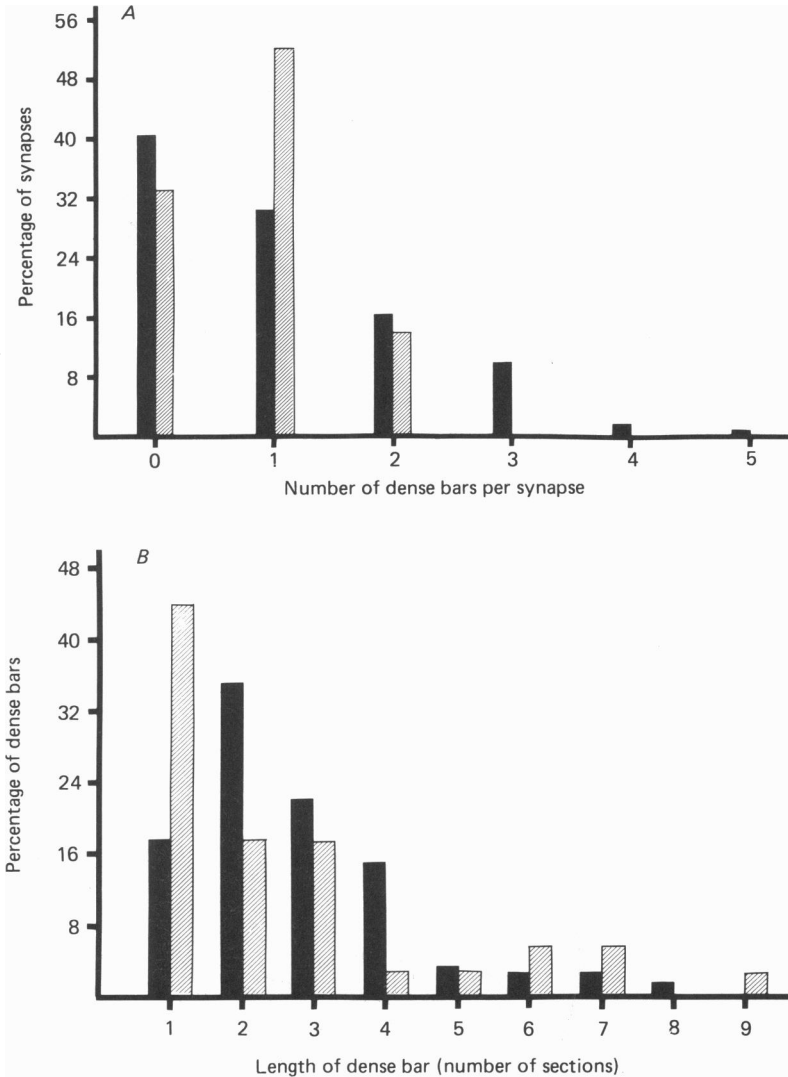 A
56
48
40
32
24
16
8
Percentage of synapses
0 1 2 3 4 5
Number of dense bars per synapse
B
48
40
32
24
16
8
Percentage of dense bars
1 2 3 4 5 6 7 8 9
Length of dense bar (number of sections)